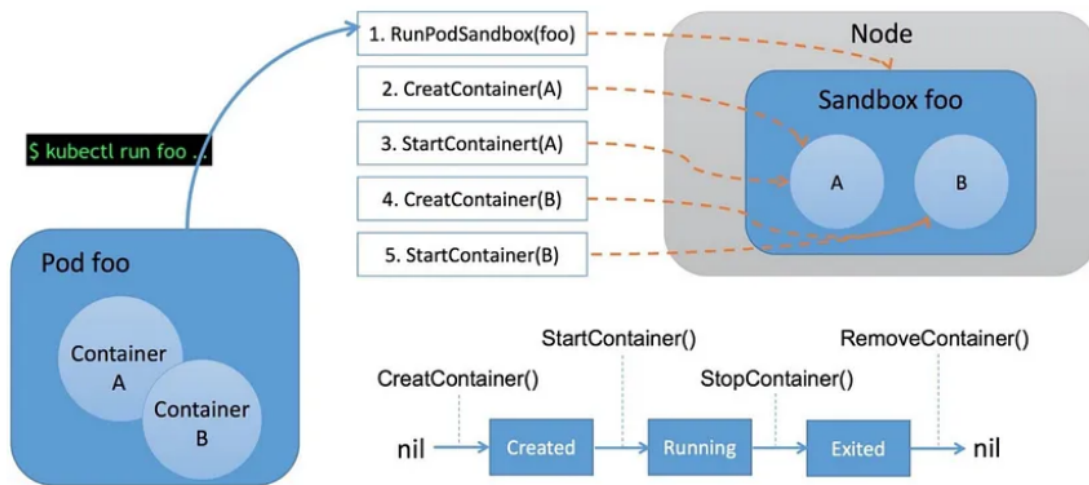 $ kubectl run foo ..
Pod foo
Container
A
Container
B
1. RunPodSandbox(foo)
2. CreatContainer(A)
3. StartContainert(A)
4. CreatContainer(B)
5. StartContainer(B)
Node
Sandbox foo
A
B
StartContainer()
RemoveContainer()
CreatContainer()
StopContainer()
nil
Created
Running
Exited
nil